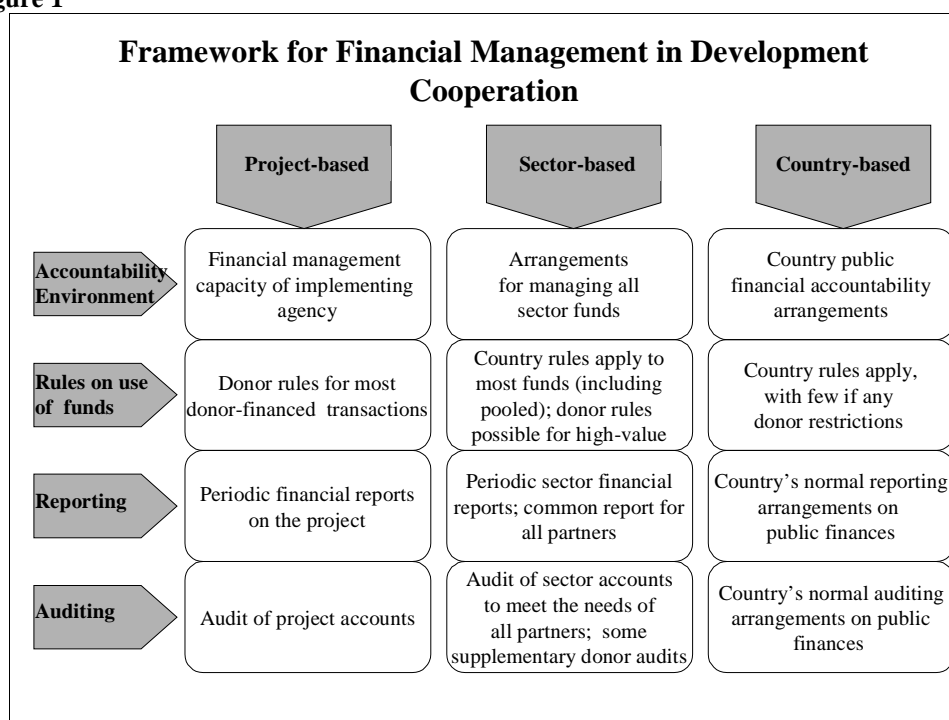 gure 1
Framework for Financial Management in Development
Cooperation
Project-based
Sector-based
Country-based
Accountability
Environment
Financial management
capacity of implementing
agency
Arrangements
for managing all
sector funds
Country public
financial accountability
arrangements
Rules on use
of funds
Donor rules for most
donor-financed transactions
Country rules apply to
most funds (including
pooled); donor rules
possible for high-value
Country rules apply,
with few if any
donor restrictions
Reporting
Periodic financial reports
on the project
Periodic sector financial
reports; common report for
all partners
Country’s normal reporting
arrangements on
public finances
Auditing
Audit of project accounts
Audit of sector accounts
to meet the needs of
all partners; some
supplementary donor audits
Country’s normal auditing
arrangements on public
finances